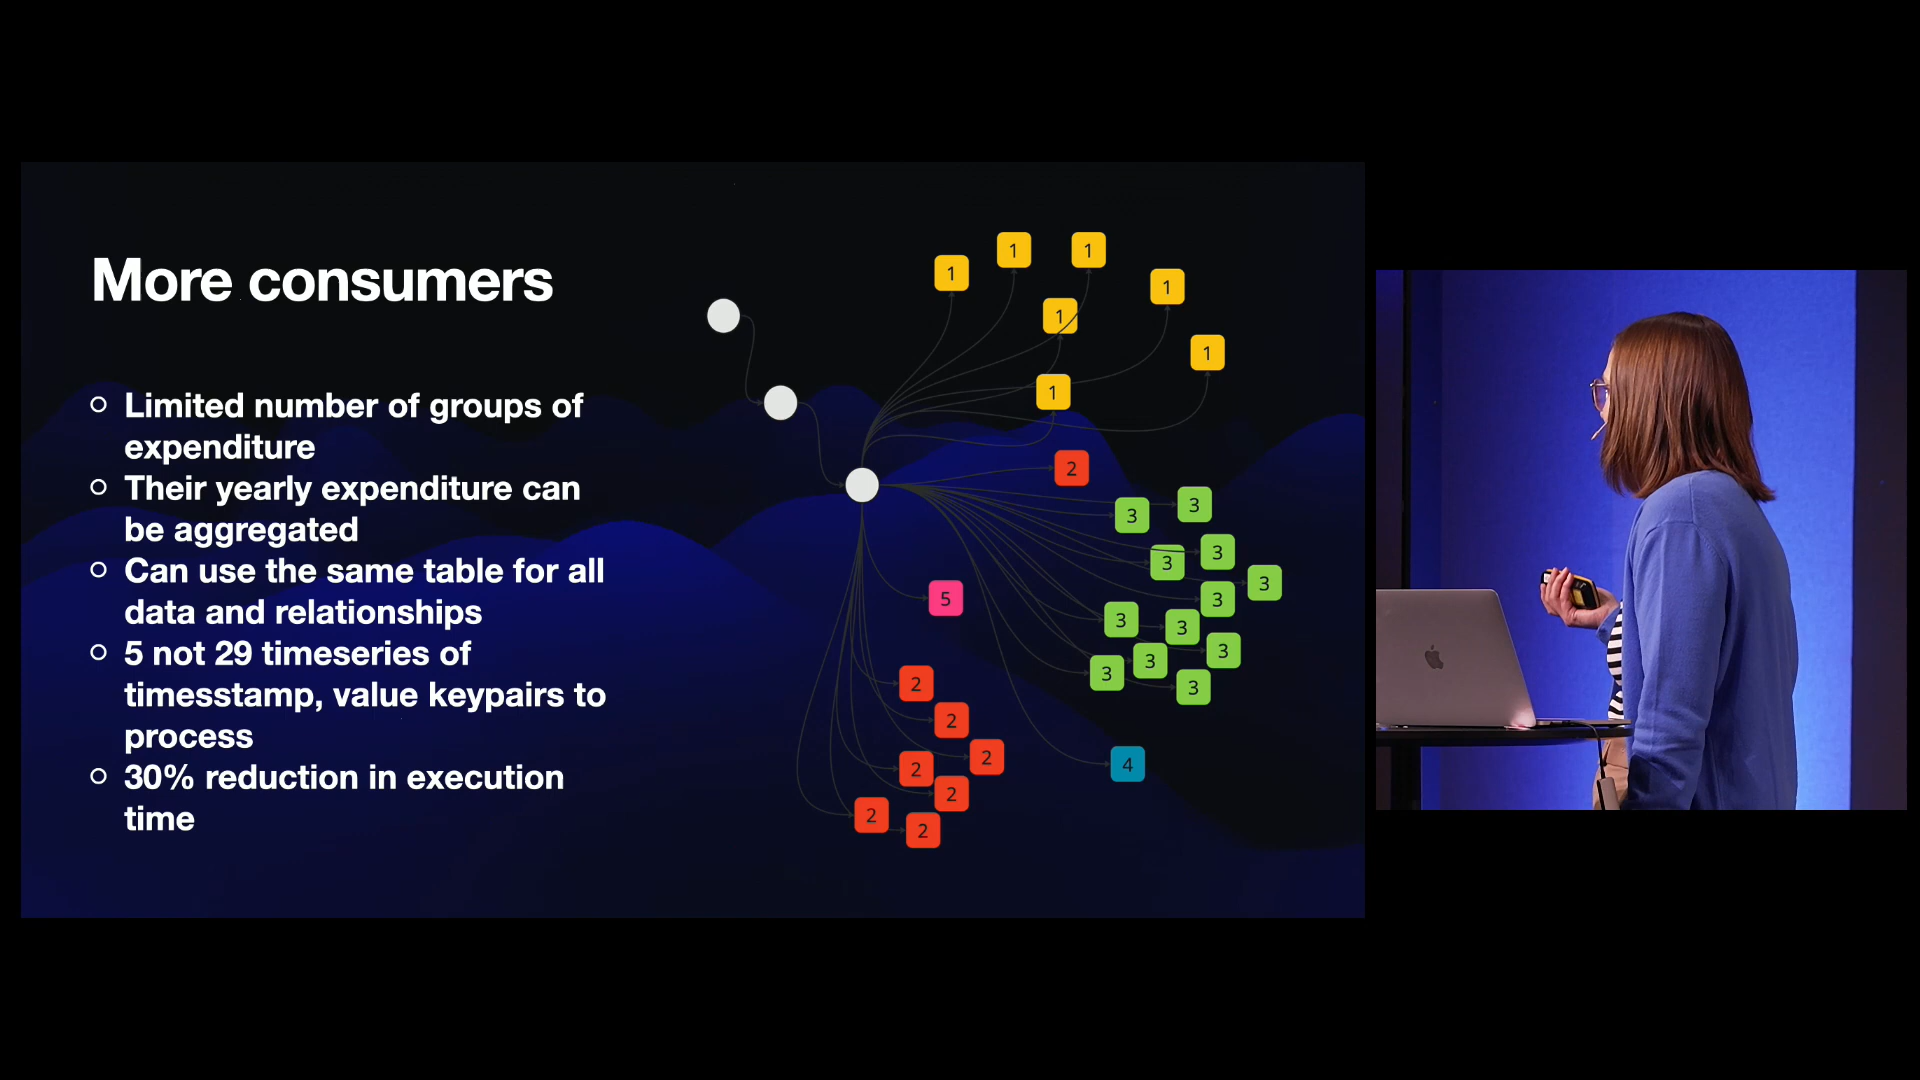 More consumers
Limited number of groups of
expenditure
Their yearly expenditure can
be aggregated
Can use the same table for all
data and relationships
5 not 29 timeseries of
timesstamp, value keypairs to
process
30% reduction in execution
time
1
1
1
1
1
1
1
2
3
3
3
3
3
3
3
3
3
3
3
3
5
2
2
2
2
2
2
2
4